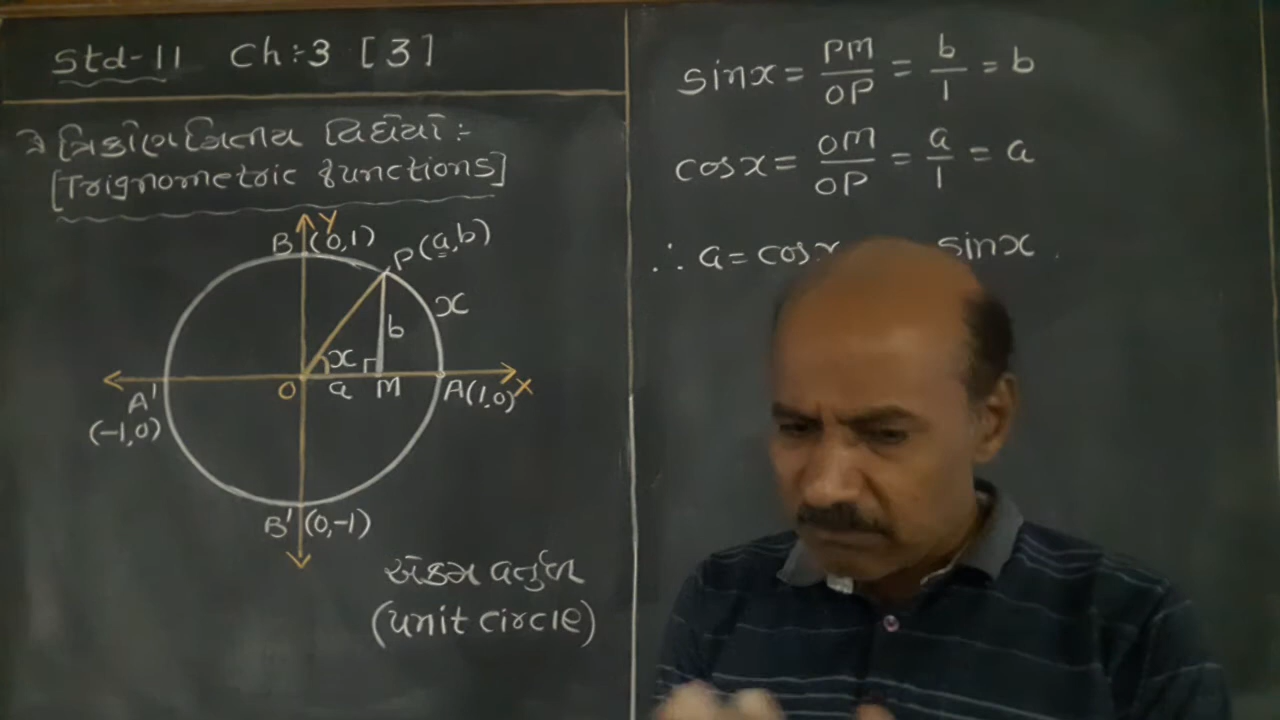 Std-11 Ch:-3 [3]
→ ત્રિકોણમિતીય વિધેયો :-
[Trignometric functions]
Y
B (0,1)
P(a,b)
x
b
x
O
a
M
A(1,0)
X
A'
(-1,0)
B' (0,-1)
એકમ વર્તુળ
(unit circle)
sinx = PM/OP = b/1 = b
cosx = OM/OP = a/1 = a
∴ a = cosx sinx